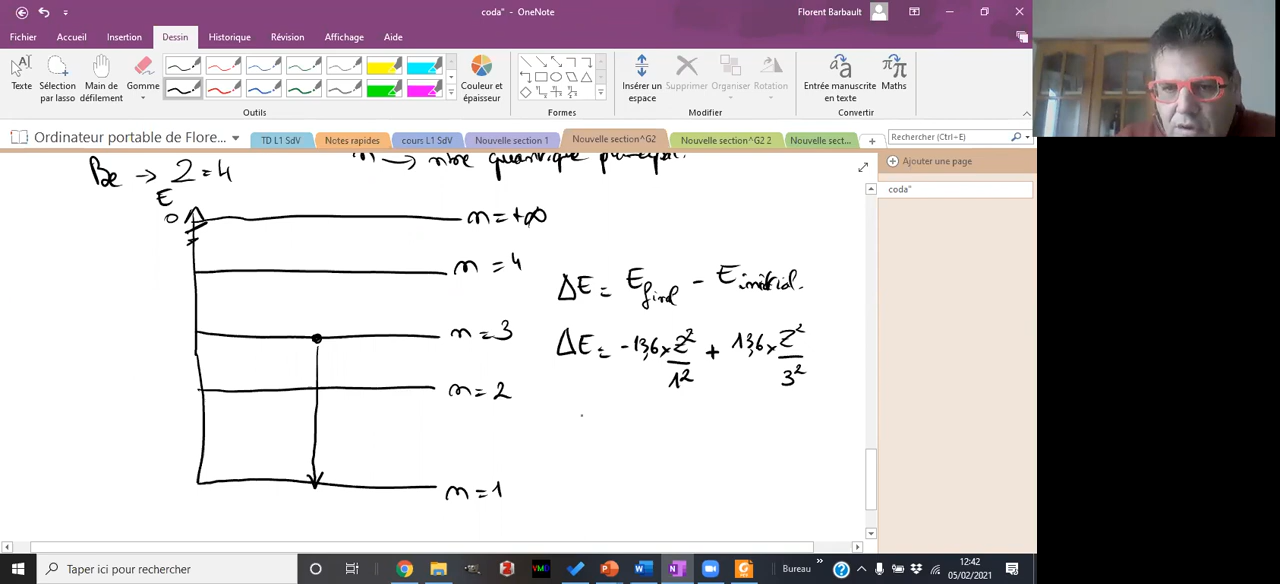 coda" - OneNote
Florent Barbault
Fichier Accueil Insertion Dessin Historique Révision Affichage Aide
Texte
Sélection par lasso
Main de défilement
Gomme
Couleur et épaisseur
Insérer un espace
Supprimer
Organiser
Rotation
Entrée manuscrite en texte
Maths
Outils
Formes
Modifier
Convertir
Ordinateur portable de Flore...
TD L1 SdV
Notes rapides
cours L1 SdV
Nouvelle section 1
Nouvelle section^G2
Nouvelle section^G2 2
Nouvelle sect...
Rechercher (Ctrl+E)
Ajouter une page
coda"
n → nbre quantique principal.
Be → Z = 4
E
0
n = +∞
n = 4
n = 3
n = 2
n = 1
ΔE = E final - E initial.
ΔE = -13,6 × Z²/1² + 13,6 × Z²/3²
Taper ici pour rechercher
VMD
Bureau
12:42
05/02/2021